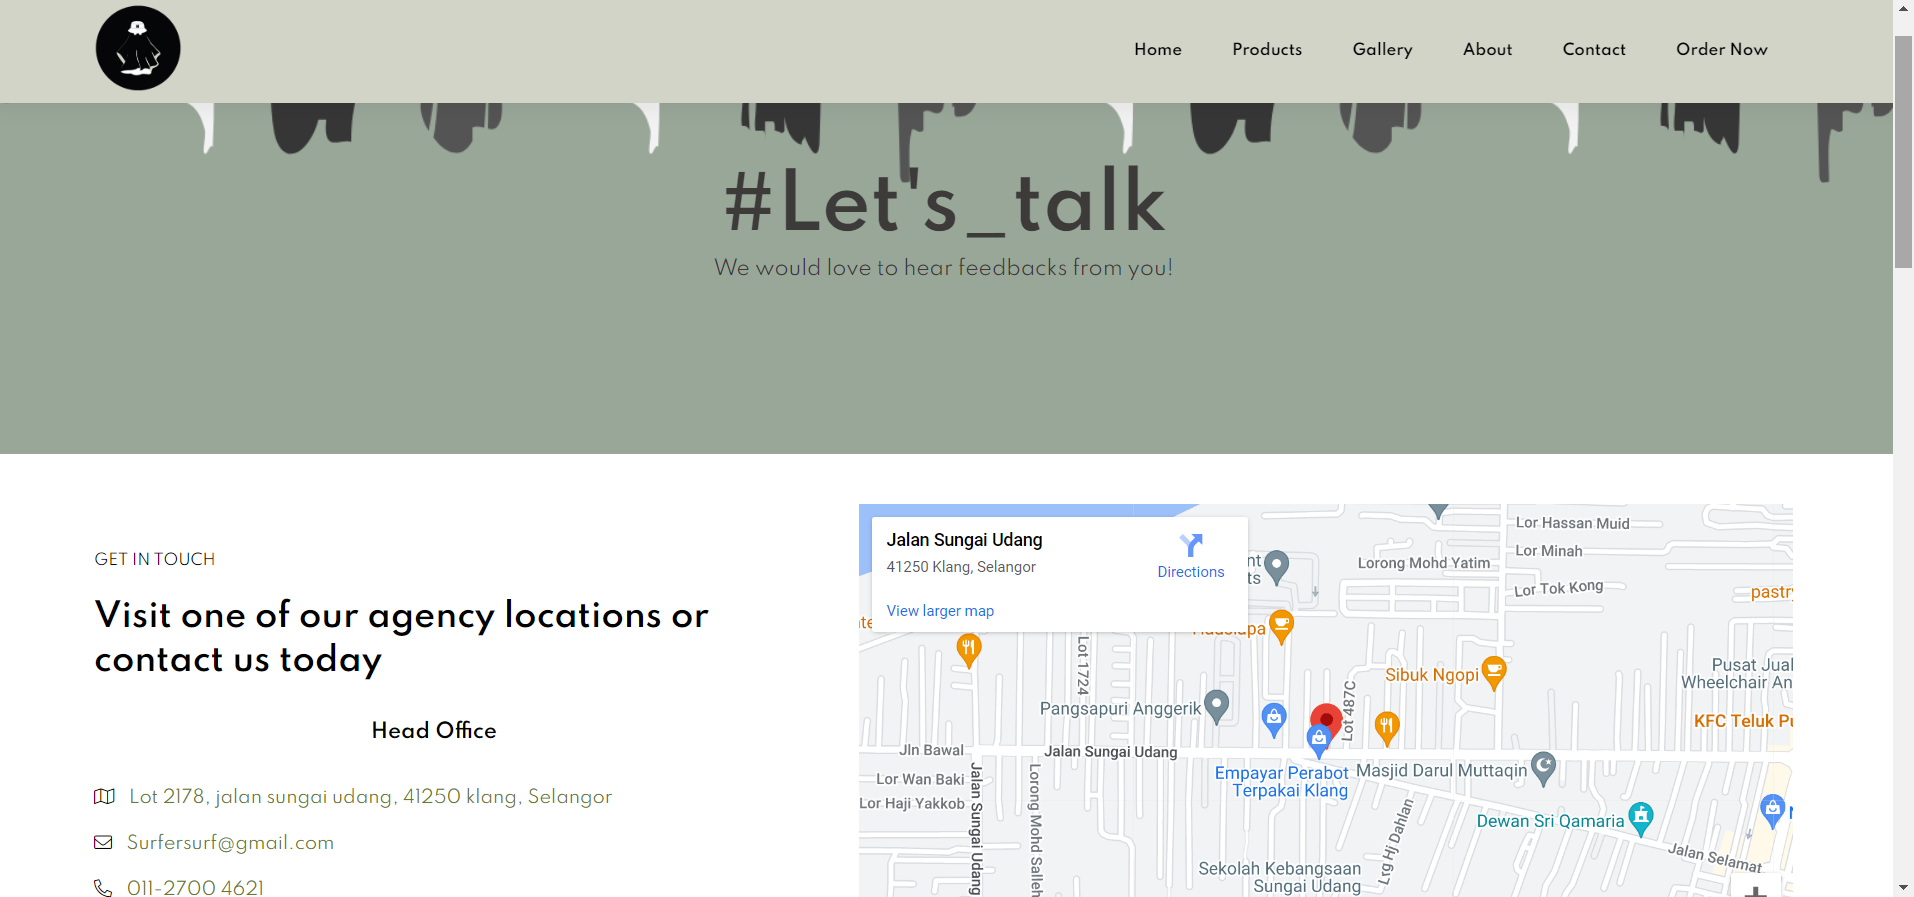 Home Products Gallery About Contact Order Now
#Let's_talk
We would love to hear feedbacks from you!
GET IN TOUCH
Visit one of our agency locations or
contact us today
Head Office
Lot 2178, jalan sungai udang, 41250 klang, Selangor
Surfersurf@gmail.com
011-2700 4621
Jalan Sungai Udang
41250 Klang, Selangor
Directions
View larger map
Lor Hassan Muid
Lor Minah
Lorong Mohd Yatim
Lor Tok Kong
Lot 1724
Sibuk Ngopi
Pusat Jual
Wheelchair An
Pangsapuri Anggerik
Lot 487C
KFC Teluk Pu
Jln Bawal
Jalan Sungai Udang
Lor Wan Baki
Lor Haji Yakkob
Jalan Sungai Udang
Lorong Mohd Salleh
Empayar Perabot
Terpakai Klang
Masjid Darul Muttaqin
Lrg Hj Dahlan
Dewan Sri Qamaria
Jalan Selamat
Sekolah Kebangsaan
Sungai Udang